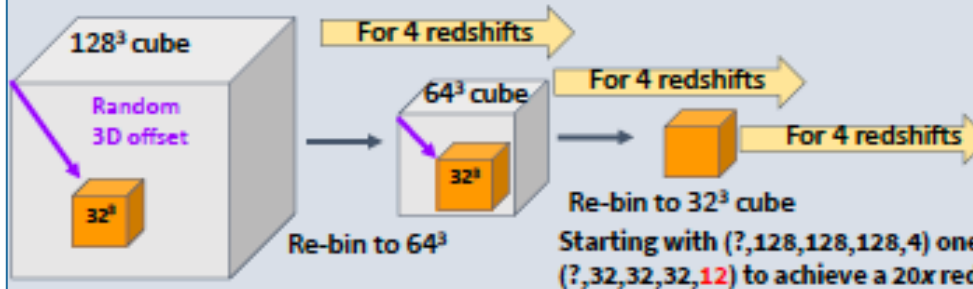 For 4 redshifts
128³ cube
For 4 redshifts
64³ cube
Random
3D offset
For 4 redshifts
32³
32³
Re-bin to 32³ cube
Re-bin to 64³
Starting with (?,128,128,128,4) one
(?,32,32,32,12) to achieve a 20x red